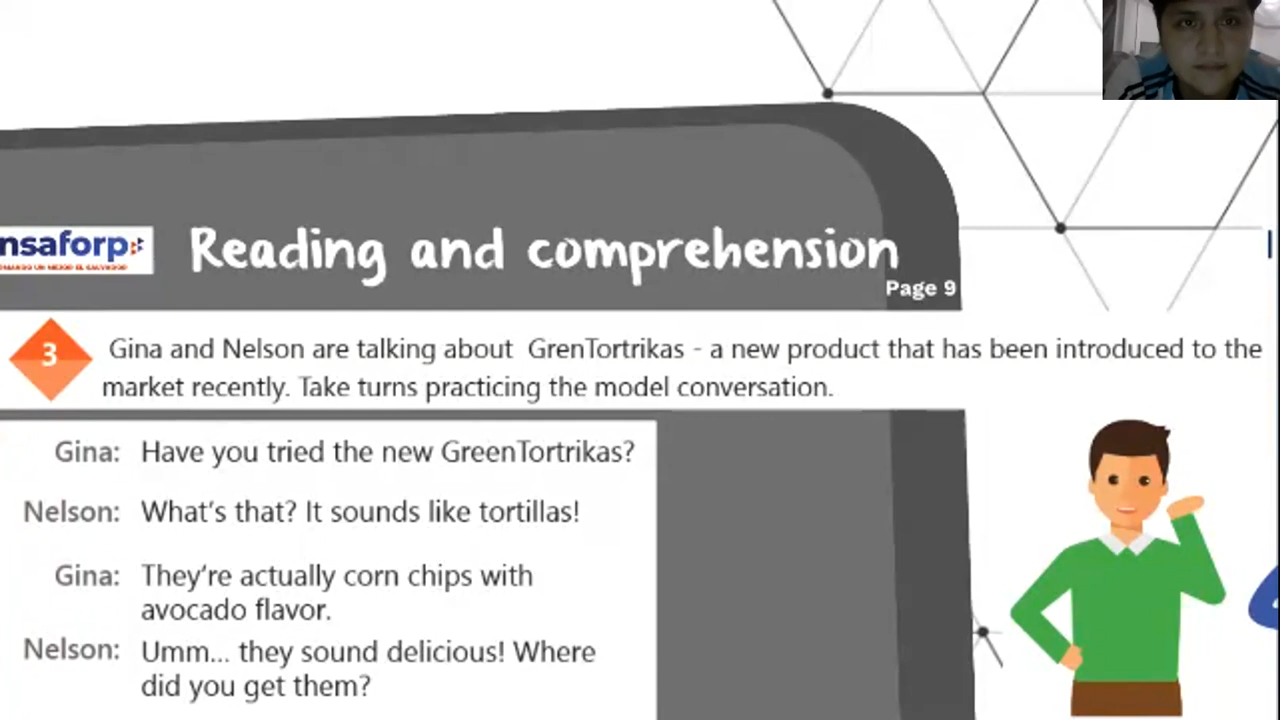 nsaforp
Reading and comprehension
Page 9
3
Gina and Nelson are talking about GrenTortrikas - a new product that has been introduced to the
market recently. Take turns practicing the model conversation.
Gina: Have you tried the new GreenTortrikas?
Nelson: What's that? It sounds like tortillas!
Gina: They're actually corn chips with
avocado flavor.
Nelson: Umm... they sound delicious! Where
did you get them?